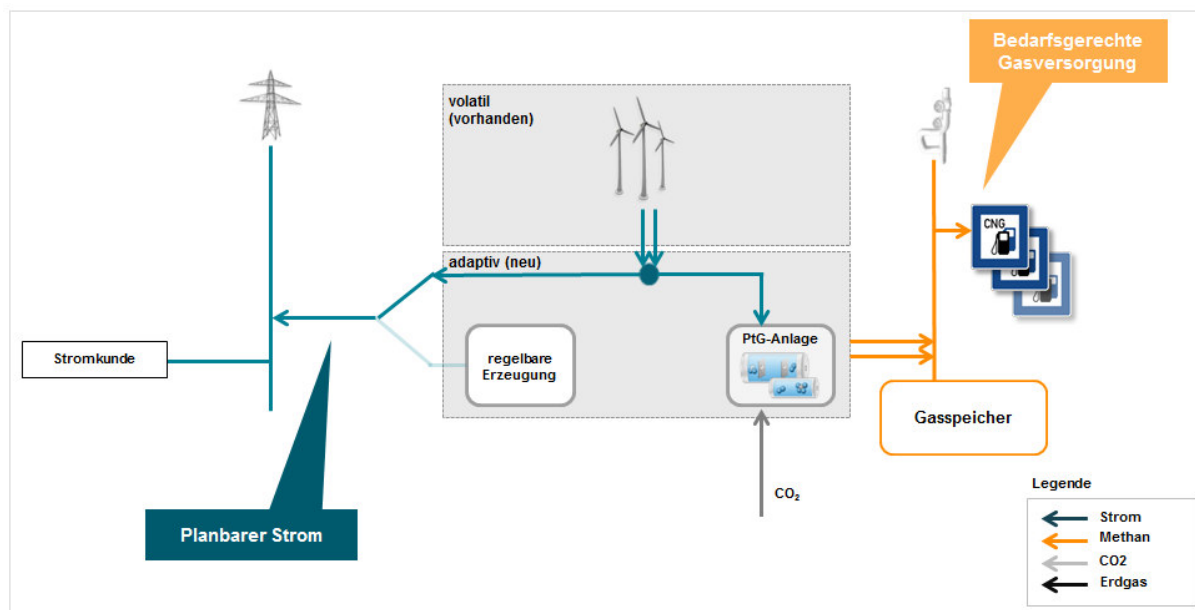 Bedarfsgerechte
Gasversorgung
volatil
(vorhanden)
CNG
adaptiv (neu)
Stromkunde
regelbare
Erzeugung
PtG-Anlage
Gasspeicher
CO₂
Planbarer Strom
Legende
Strom
Methan
CO2
Erdgas